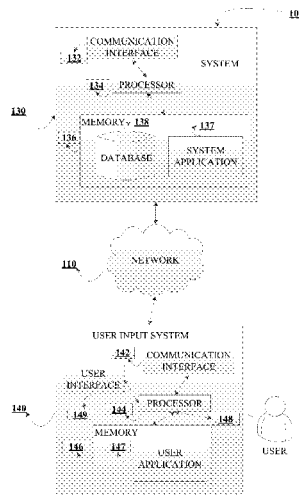 10
COMMUNICATION
INTERFACE
132
SYSTEM
134
PROCESSOR
130
MEMORY 138
137
136
DATABASE
SYSTEM
APPLICATION
110
NETWORK
USER INPUT SYSTEM
142
COMMUNICATION
INTERFACE
USER
INTERFACE
140
149
144
PROCESSOR
148
MEMORY
146
147
USER
APPLICATION
USER